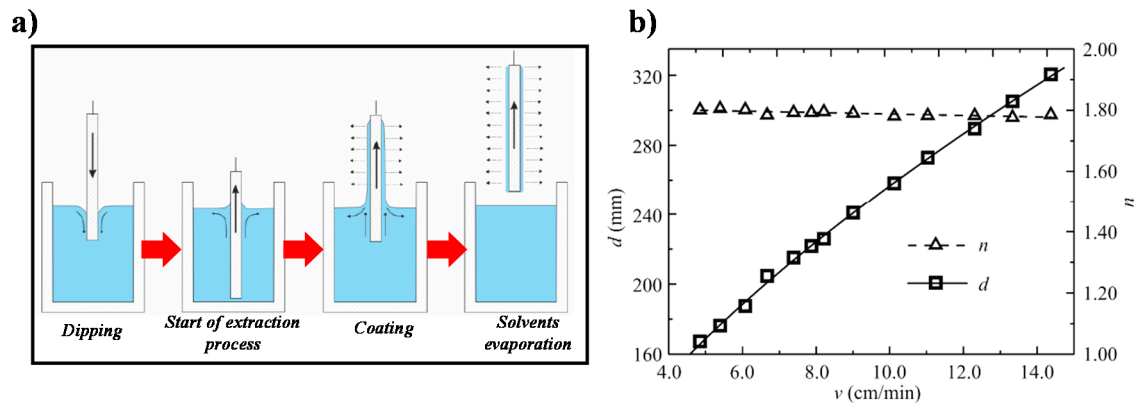 a)
Dipping
Start of extraction
process
Coating
Solvents
evaporation
b)
320
280
240
200
160
d (mm)
4.0
6.0
8.0
10.0
12.0
14.0
v (cm/min)
2.00
1.80
1.60
1.40
1.20
1.00
n
n
d